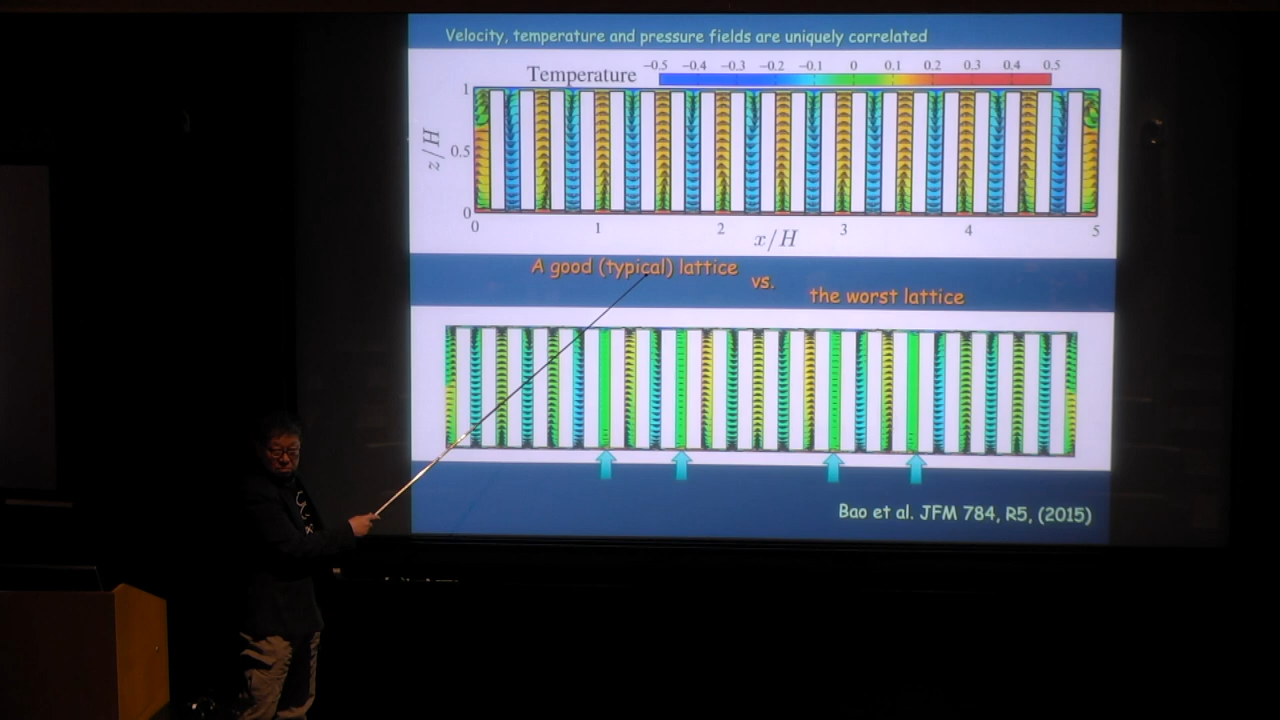 Velocity, temperature and pressure fields are uniquely correlated
Temperature
−0.5 −0.4 −0.3 −0.2 −0.1 0 0.1 0.2 0.3 0.4 0.5
1
z/H
0.5
0
0 1 2 3 4 5
x/H
A good (typical) lattice
vs.
the worst lattice
Bao et al. JFM 784, R5, (2015)